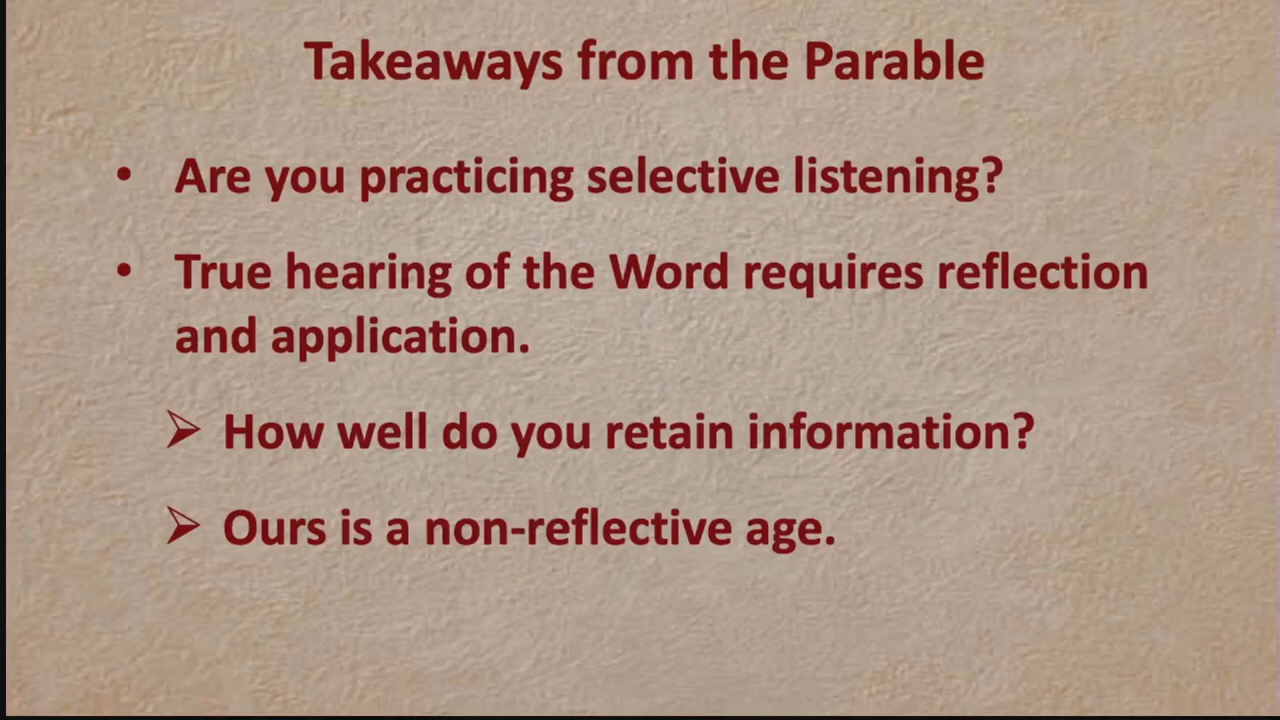 Takeaways from the Parable
• Are you practicing selective listening?
• True hearing of the Word requires reflection
and application.
➢ How well do you retain information?
➢ Ours is a non-reflective age.